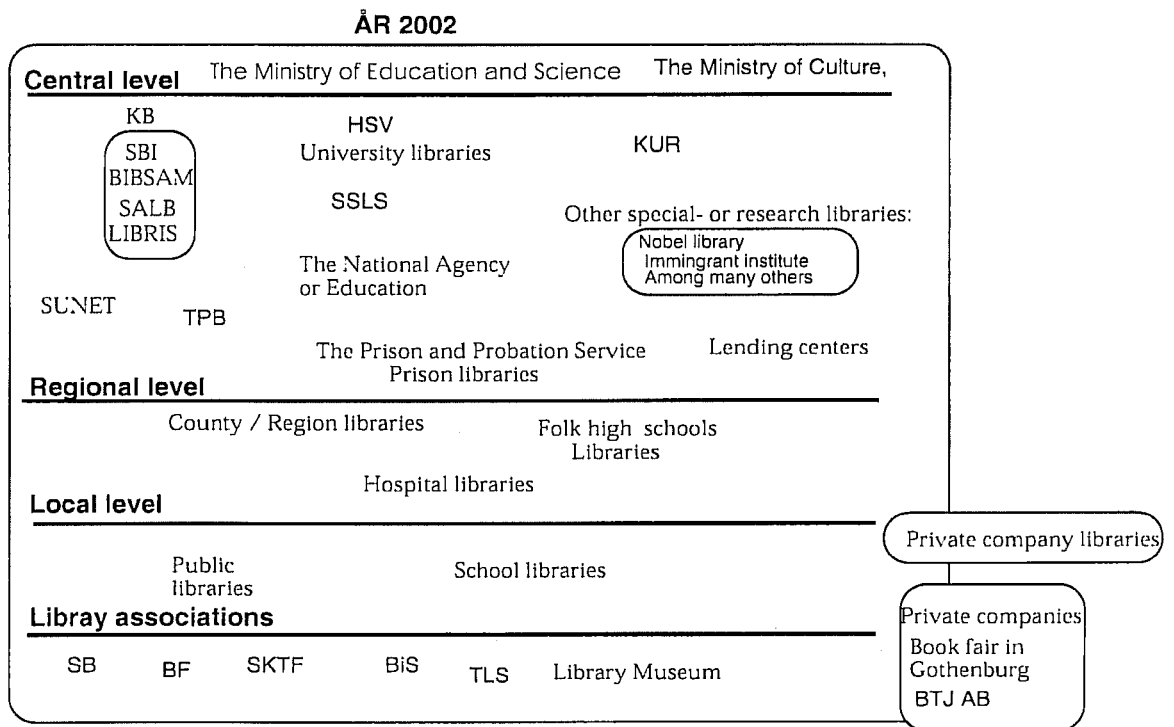 ÅR 2002
Central level
The Ministry of Education and Science
The Ministry of Culture,
KB
SBI
BIBSAM
SALB
LIBRIS
HSV
University libraries
KUR
SSLS
Other special- or research libraries:
Nobel library
Immingrant institute
Among many others
The National Agency
or Education
SUNET
TPB
The Prison and Probation Service
Prison libraries
Lending centers
Regional level
County / Region libraries
Folk high schools
Libraries
Hospital libraries
Local level
Private company libraries
Public
libraries
School libraries
Libray associations
Private companies
Book fair in
Gothenburg
BTJ AB
SB
BF
SKTF
BiS
TLS
Library Museum